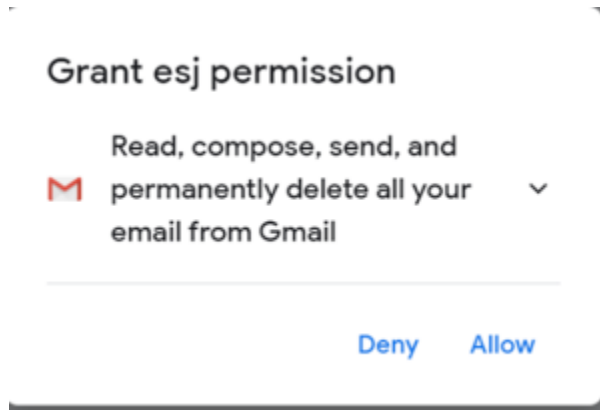 Grant esj permission
Read, compose, send, and
permanently delete all your
email from Gmail
Deny Allow